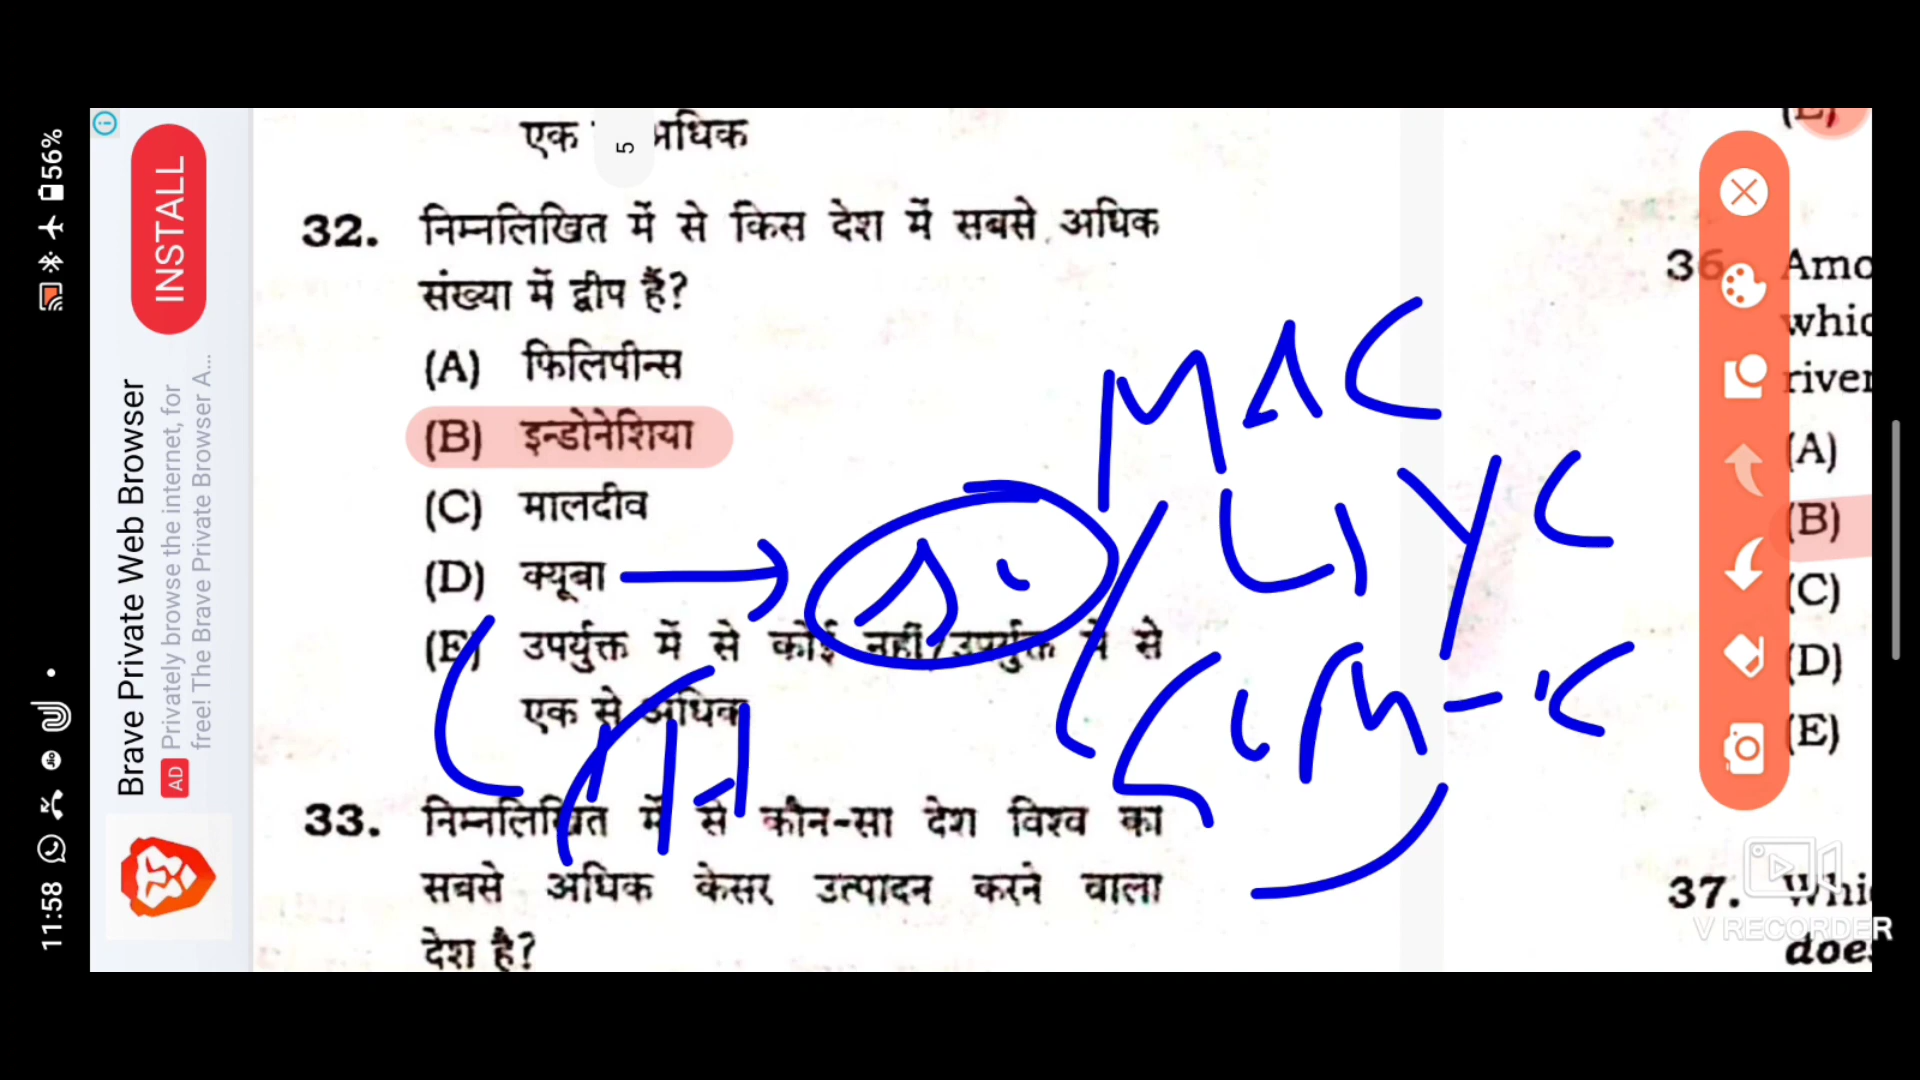 एक अधिक
32. निम्नलिखित में से किस देश में सबसे अधिक
संख्या में द्वीप हैं?
(A) फिलिपीन्स
(B) इन्डोनेशिया
(C) मालदीव
(D) क्यूबा
(E) उपर्युक्त में से कोई नहीं/उपर्युक्त में से
एक से अधिक
33. निम्नलिखित में से कौन-सा देश विश्व का
सबसे अधिक केसर उत्पादन करने वाला
देश है?
5
MAC
(E)
36. Amo
whic
river
(A)
(B)
(C)
(D)
(E)
37. Whi
does
V RECORDER
56%
11:58
INSTALL
Brave Private Web Browser
AD Privately browse the internet, for
free! The Brave Private Browser A...